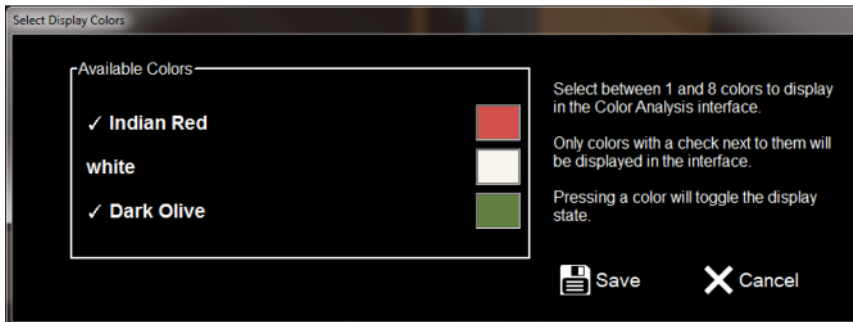 Select Display Colors
Available Colors
✓ Indian Red
white
✓ Dark Olive
Select between 1 and 8 colors to display
in the Color Analysis interface.
Only colors with a check next to them will
be displayed in the interface.
Pressing a color will toggle the display
state.
Save
Cancel